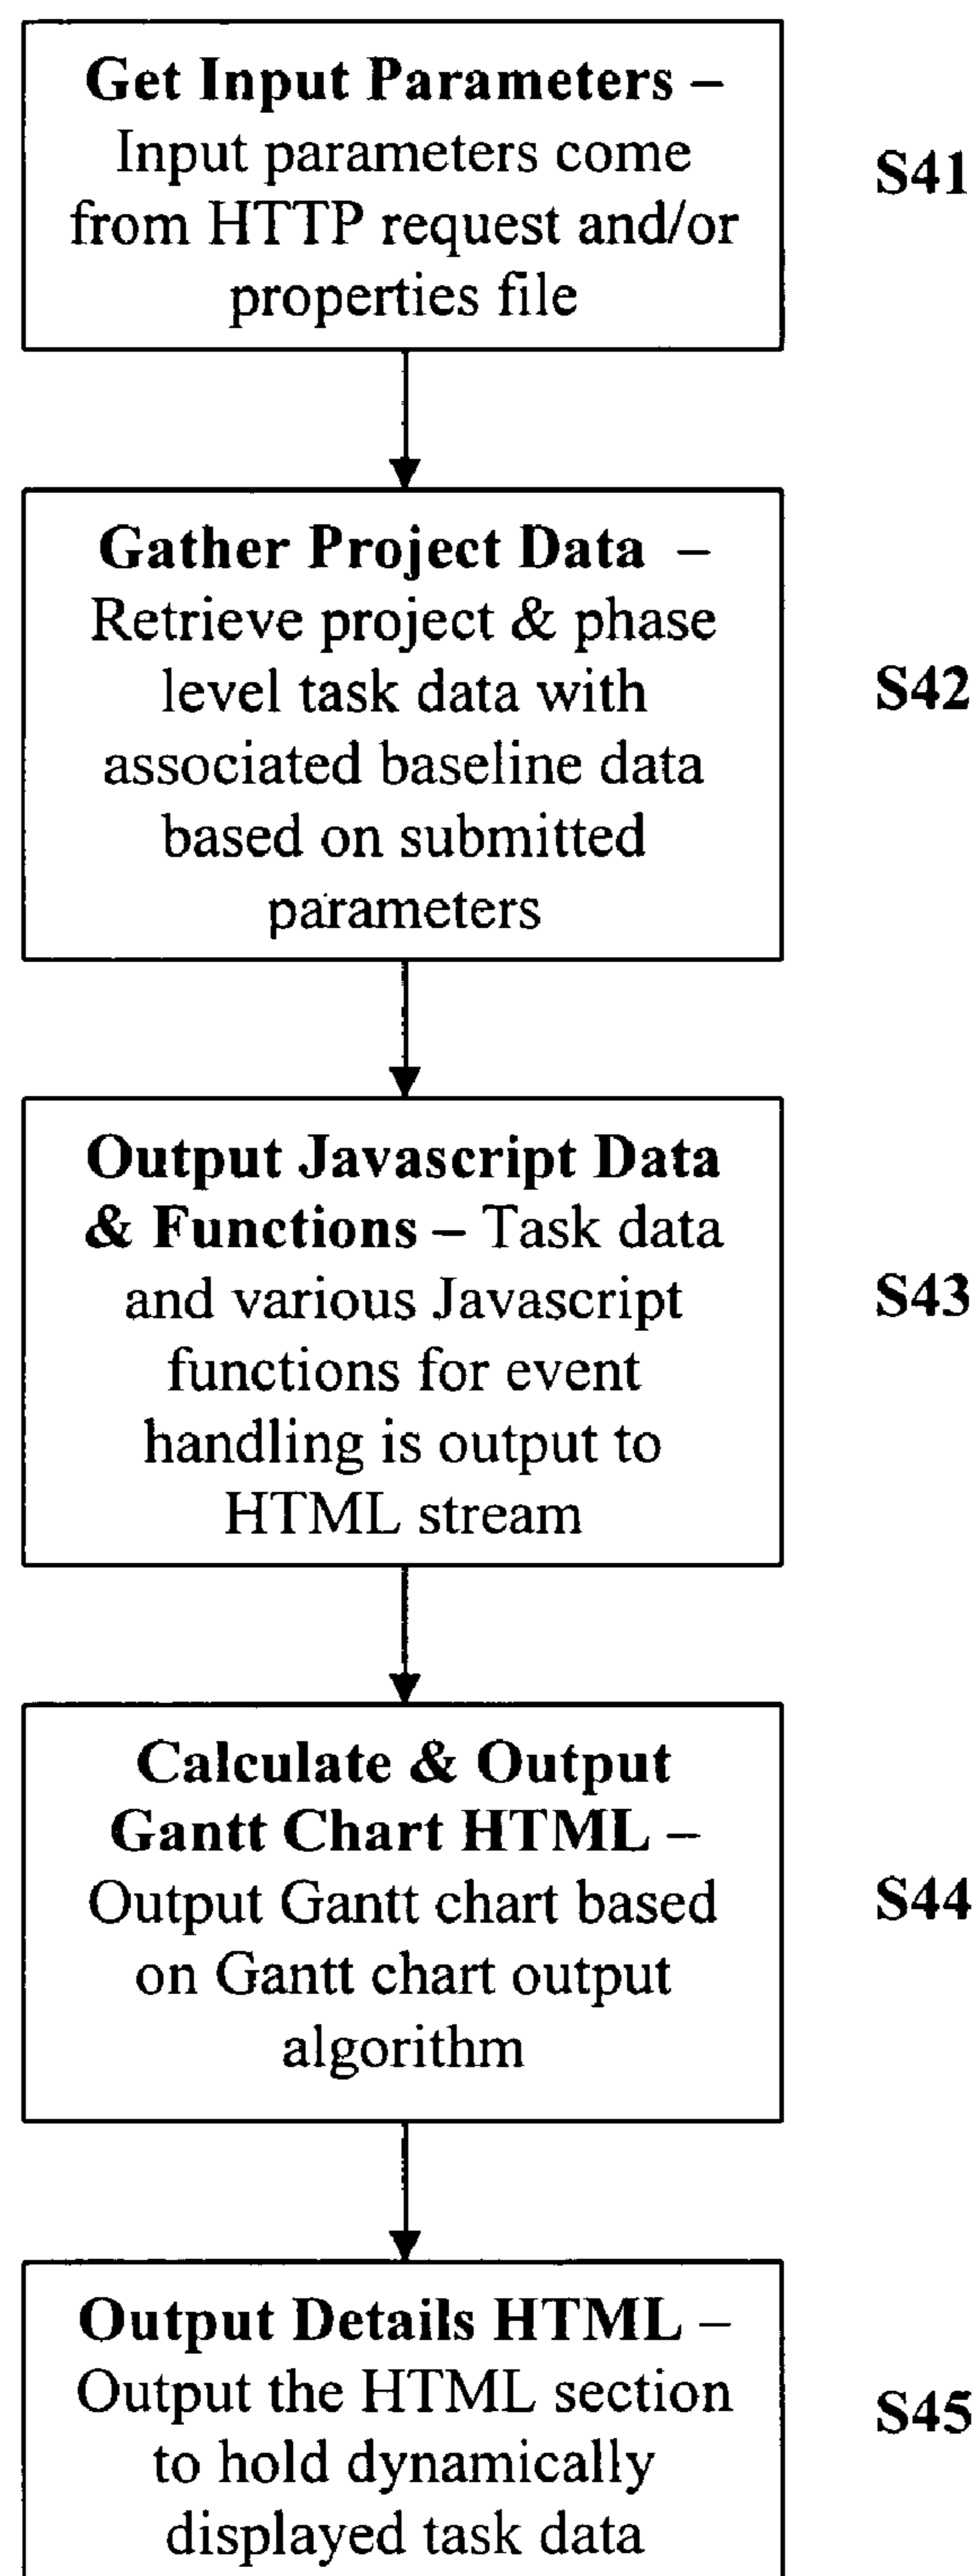 Get Input Parameters –
Input parameters come
from HTTP request and/or
properties file
S41
Gather Project Data –
Retrieve project & phase
level task data with
associated baseline data
based on submitted
parameters
S42
Output Javascript Data
& Functions – Task data
and various Javascript
functions for event
handling is output to
HTML stream
S43
Calculate & Output
Gantt Chart HTML –
Output Gantt chart based
on Gantt chart output
algorithm
S44
Output Details HTML –
Output the HTML section
to hold dynamically
displayed task data
S45